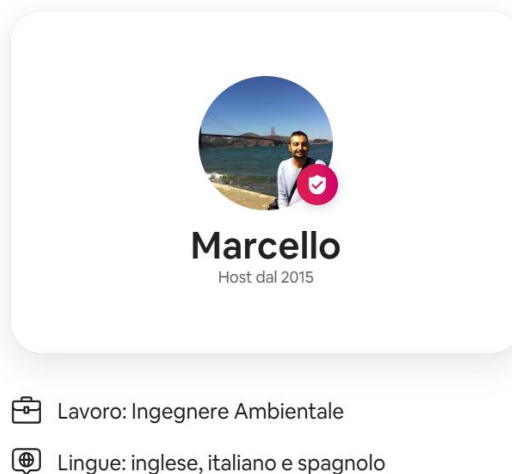 Marcello
Host dal 2015
Lavoro: Ingegnere Ambientale
Lingue: inglese, italiano e spagnolo